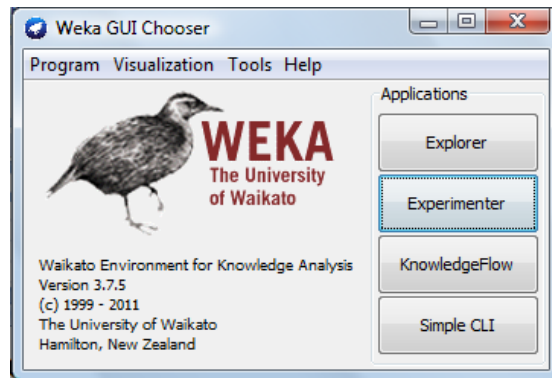 Weka GUI Chooser
Program Visualization Tools Help
WEKA
The University
of Waikato
Waikato Environment for Knowledge Analysis
Version 3.7.5
(c) 1999 - 2011
The University of Waikato
Hamilton, New Zealand
Applications
Explorer
Experimenter
KnowledgeFlow
Simple CLI